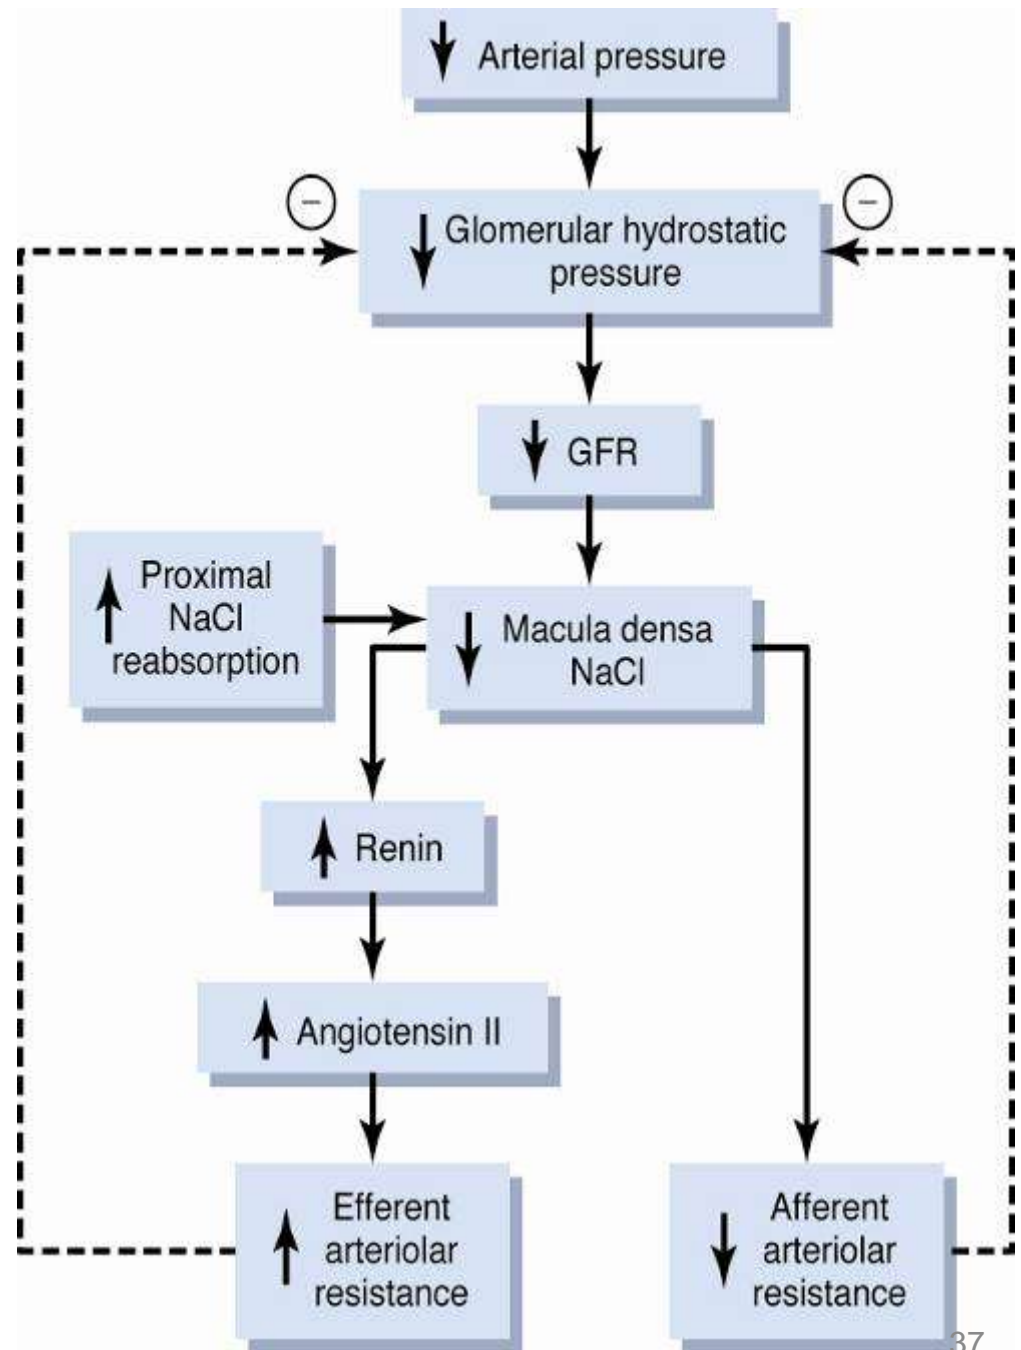 Arterial pressure
−
−
Glomerular hydrostatic
pressure
GFR
Proximal
NaCl
reabsorption
Macula densa
NaCl
Renin
Angiotensin II
Efferent
arteriolar
resistance
Afferent
arteriolar
resistance
37